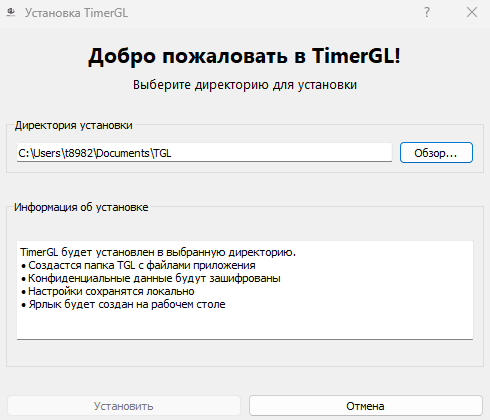 Установка TimerGL
?
Добро пожаловать в TimerGL!
Выберите директорию для установки
Директория установки
C:\Users\t8982\Documents\TGL
Обзор...
Информация об установке
TimerGL будет установлен в выбранную директорию.
• Создастся папка TGL с файлами приложения
• Конфиденциальные данные будут зашифрованы
• Настройки сохранятся локально
• Ярлык будет создан на рабочем столе
Установить
Отмена